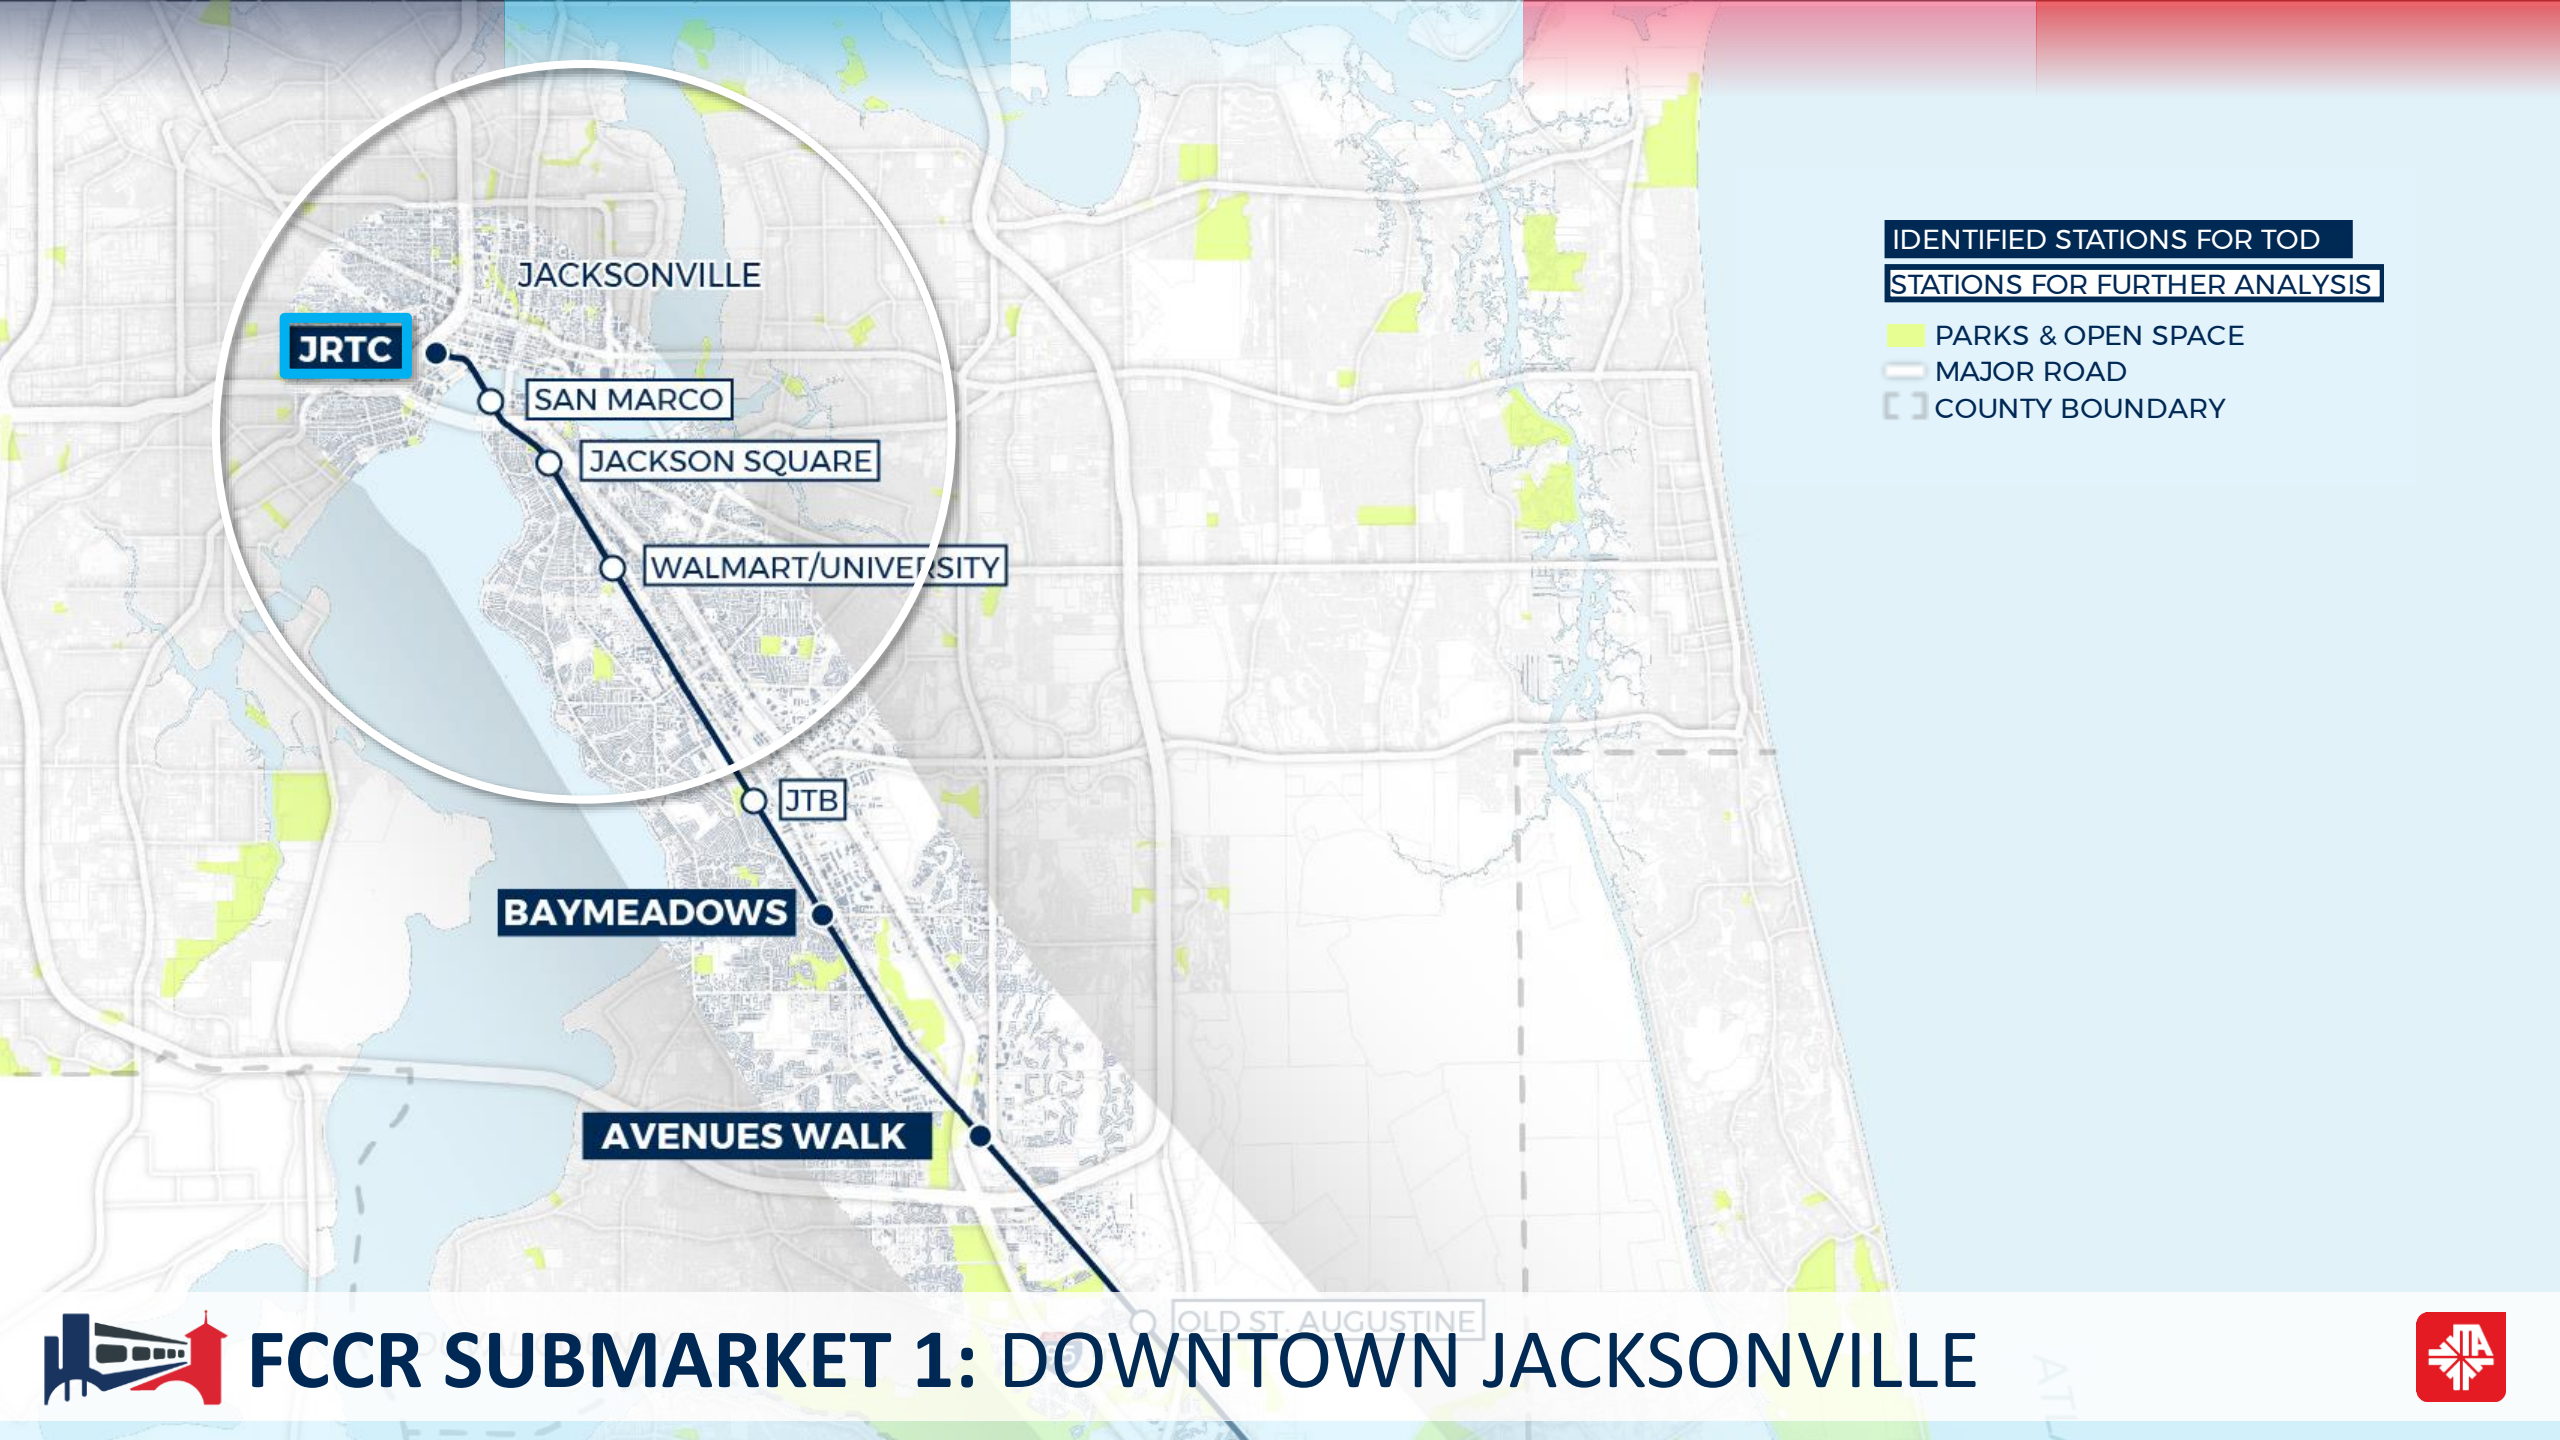 JACKSONVILLE
JRTC
SAN MARCO
JACKSON SQUARE
WALMART/UNIVERSITY
JTB
BAYMEADOWS
AVENUES WALK
OLD ST. AUGUSTINE
IDENTIFIED STATIONS FOR TOD
STATIONS FOR FURTHER ANALYSIS
PARKS & OPEN SPACE
MAJOR ROAD
COUNTY BOUNDARY
FCCR SUBMARKET 1: DOWNTOWN JACKSONVILLE
JTA